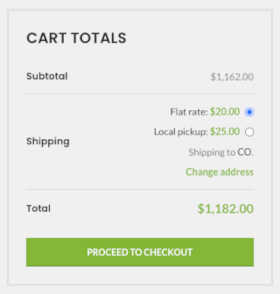 CART TOTALS
Subtotal $1,162.00
Flat rate: $20.00
Local pickup: $25.00
Shipping
Shipping to CO.
Change address
Total $1,182.00
PROCEED TO CHECKOUT